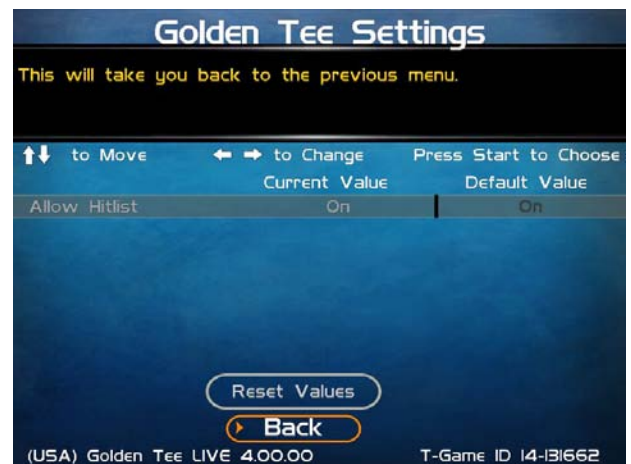 Golden Tee Settings
This will take you back to the previous menu.
to Move to Change Press Start to Choose
Current Value Default Value
Allow Hitlist On On
Reset Values
Back
(USA) Golden Tee LIVE 4.00.00 T-Game ID 14-131662